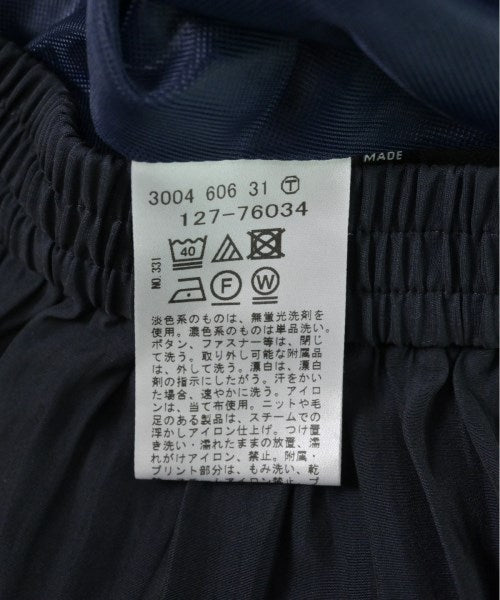 MADE
3004 606 31 T
127-76034
40
NO.331
F W
淡色系のものは、無蛍光洗剤を
使用。濃色系のものは単品洗い。
ボタン、ファスナー等は、閉じ
て洗う。取り外し可能な附属品
は、外して洗う。漂白は、漂白
剤の指示にしたがう。汗をかい
た場合、速やかに洗う。アイロ
ンは、当て布使用。ニットや毛
足のある製品は、スチームでの
浮かしアイロン仕上げ。つけ置
き洗い・濡れたままの放置、濡
れがけアイロン、禁止。附属・
プリント部分は、もみ洗い、乾